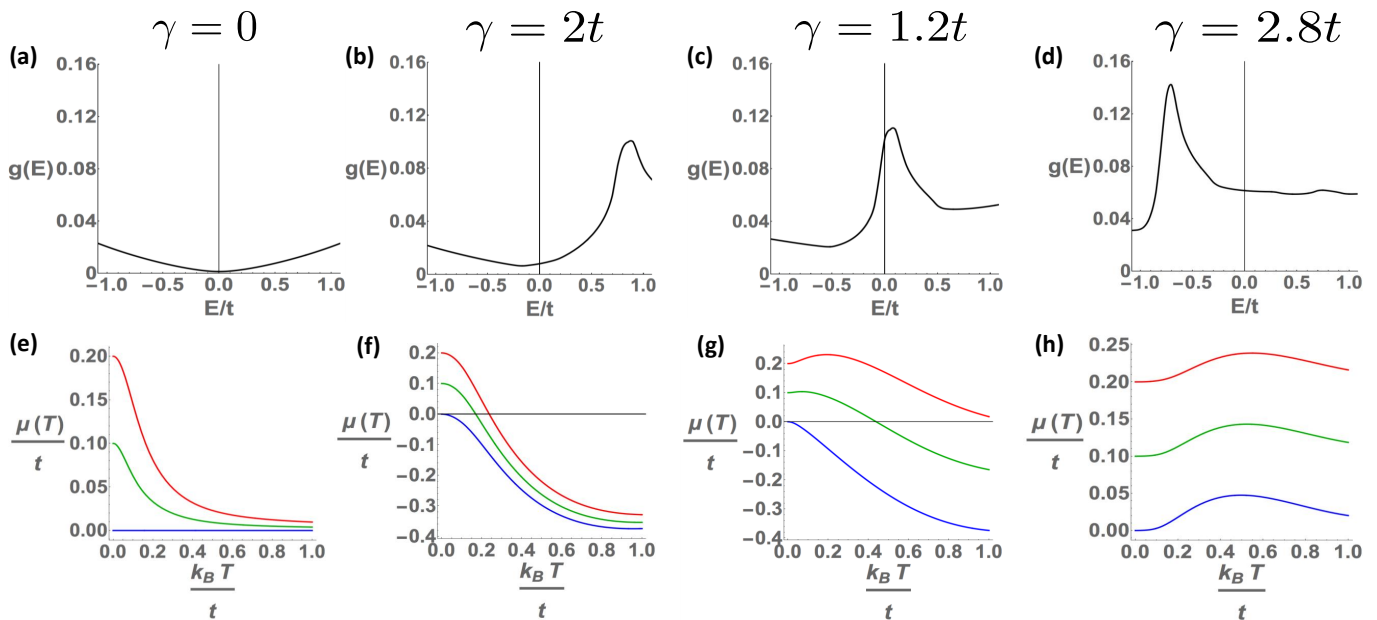 γ = 0
γ = 2t
γ = 1.2t
γ = 2.8t
(a)
0.16
0.12
g(E) 0.08
0.04
0
−1.0 −0.5 0.0 0.5 1.0
E/t
(b)
0.16
0.12
g(E) 0.08
0.04
0
−1.0 −0.5 0.0 0.5 1.0
E/t
(c)
0.16
0.12
g(E) 0.08
0.04
0
−1.0 −0.5 0.0 0.5 1.0
E/t
(d)
0.16
0.12
g(E) 0.08
0.04
0
−1.0 −0.5 0.0 0.5 1.0
E/t
(e)
0.20
0.15
μ(T)
t
0.10
0.05
0.00
0.0 0.2 0.4 0.6 0.8 1.0
k_B T
t
(f)
0.2
0.1
0.0
μ(T)
t
−0.1
−0.2
−0.3
−0.4
0.0 0.2 0.4 0.6 0.8 1.0
k_B T
t
(g)
0.2
0.1
0.0
μ(T)
t
−0.1
−0.2
−0.3
−0.4
0.0 0.2 0.4 0.6 0.8 1.0
k_B T
t
(h)
0.25
0.20
0.15
μ(T)
t
0.10
0.05
0.00
0.0 0.2 0.4 0.6 0.8 1.0
k_B T
t